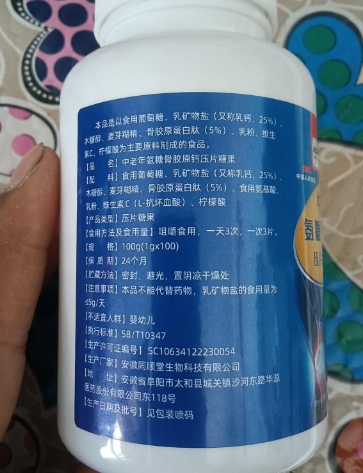 本品是以食用葡萄糖、乳矿物盐（又称乳钙，25%）、
木糖醇、麦芽糊精、骨胶原蛋白肽（5%）、乳粉、维生
素C、柠檬酸为主要原料制成的食品。
【品 名】中老年氨糖骨胶原钙压片糖果
【配 料】食用葡萄糖、乳矿物盐（又称乳钙，25%）、
木糖醇、麦芽糊精、骨胶原蛋白肽（5%）、食用氨基酸、
乳粉、维生素C（L-抗坏血酸）、柠檬酸
【产品类型】压片糖果
【食用方法及食用量】咀嚼食用，一天3次，一次3片。
【规 格】100g(1gx100)
【保 质 期】24个月
【贮藏方法】密封，避光，置阴凉干燥处
【注意事项】本品不能代替药物，乳矿物盐的食用量为
≤5g/天
【不适宜人群】婴幼儿
【执行标准】SB/T10347
【生产许可证编号】SC10634122230054
【生产厂家】安徽同顺堂生物科技有限公司
【地 址】安徽省阜阳市太和县城关镇沙河东路华源
医药股份有限公司东118号
【生产日期及批号】见包装喷码